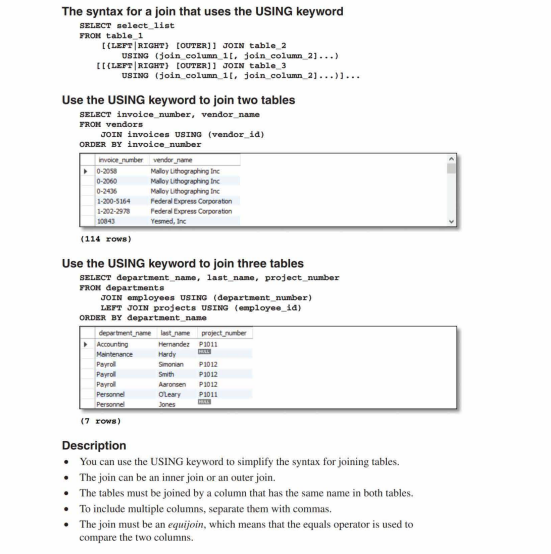 The syntax for a join that uses the USING keyword
SELECT select_list
FROM table_1
[{LEFT|RIGHT} [OUTER]] JOIN table_2
USING (join_column_1[, join_column_2]...)
[[{LEFT|RIGHT} [OUTER]] JOIN table_3
USING (join_column_1[, join_column_2]...)]...
Use the USING keyword to join two tables
SELECT invoice_number, vendor_name
FROM vendors
JOIN invoices USING (vendor_id)
ORDER BY invoice_number
invoice_number vendor_name
0-2058 Malloy Lithographing Inc
0-2060 Malloy Lithographing Inc
0-2436 Malloy Lithographing Inc
1-200-5164 Federal Express Corporation
1-202-2978 Federal Express Corporation
10843 Yesmed, Inc
(114 rows)
Use the USING keyword to join three tables
SELECT department_name, last_name, project_number
FROM departments
JOIN employees USING (department_number)
LEFT JOIN projects USING (employee_id)
ORDER BY department_name
department_name last_name project_number
Accounting Hernandez P1011
Maintenance Hardy NULL
Payroll Simonian P1012
Payroll Smith P1012
Payroll Aaronsen P1012
Personnel O'Leary P1011
Personnel Jones NULL
(7 rows)
Description
• You can use the USING keyword to simplify the syntax for joining tables.
• The join can be an inner join or an outer join.
• The tables must be joined by a column that has the same name in both tables.
• To include multiple columns, separate them with commas.
• The join must be an equijoin, which means that the equals operator is used to
compare the two columns.